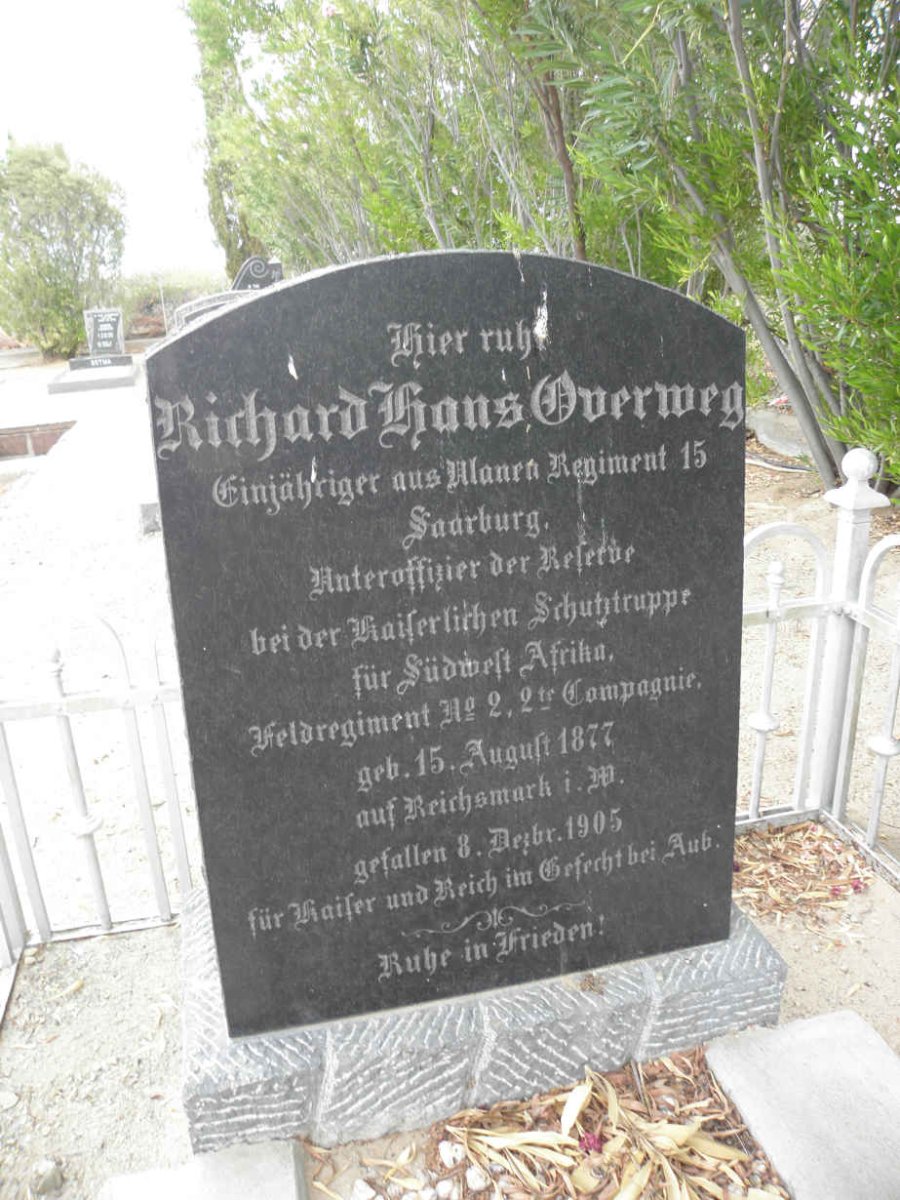 Hier ruht
Richard Hans Overweg
Einjähriger aus Ulanen Regiment 15
Saarburg.
Unteroffizier der Reserve
bei der Kaiserlichen Schutztruppe
für Südwest Afrika.
Feldregiment No 2, 2te Compagnie.
geb. 15. August 1877
auf Reichsmark i. W.
gefallen 8. Dezbr. 1905
für Kaiser und Reich im Gefecht bei Aub.
Ruhe in Frieden!